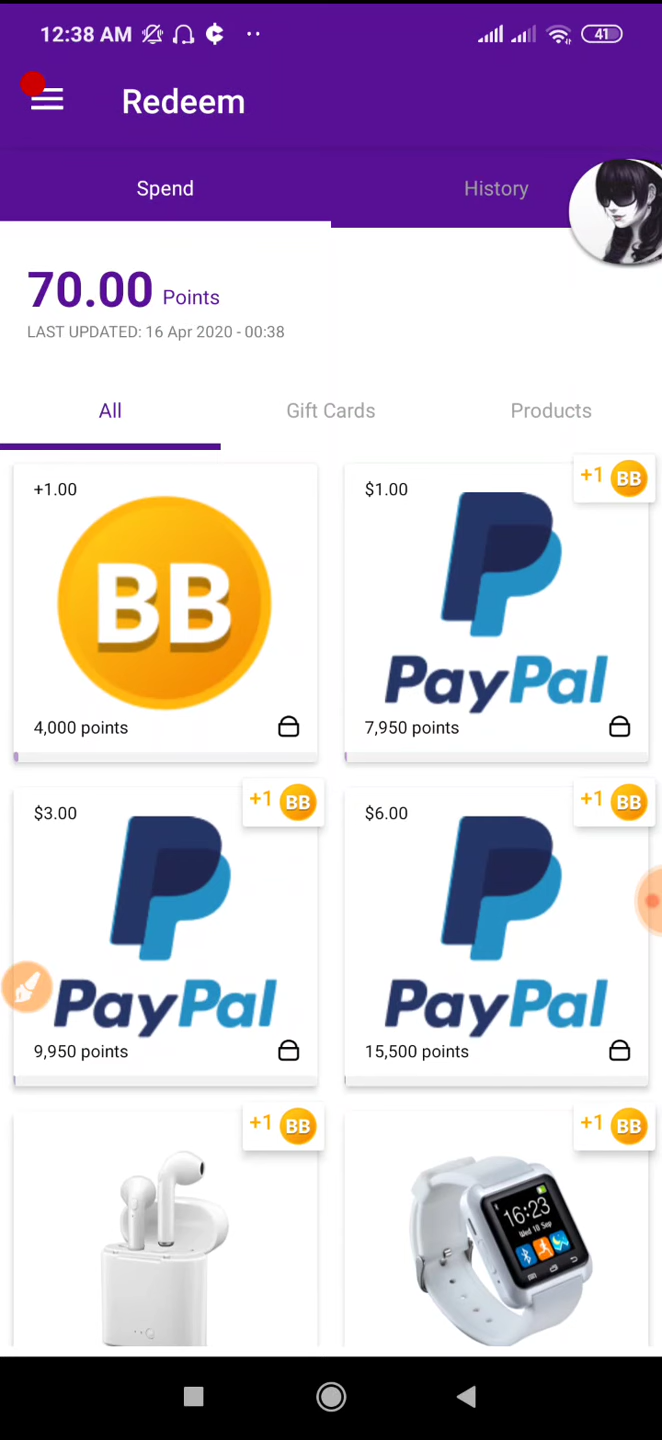 12:38 AM
41
Redeem
Spend
History
70.00 Points
LAST UPDATED: 16 Apr 2020 - 00:38
All
Gift Cards
Products
+1.00
BB
4,000 points
+1 BB
$1.00
PayPal
7,950 points
+1 BB
$3.00
PayPal
9,950 points
+1 BB
$6.00
PayPal
15,500 points
+1 BB
+1 BB
16:23
Wed 18 Sep